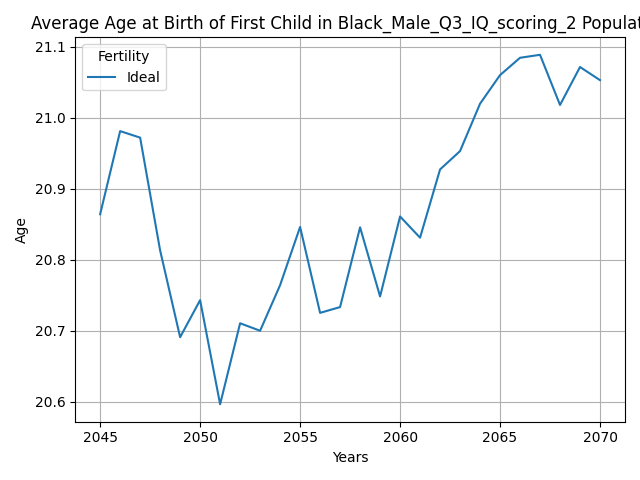 Average Age at Birth of First Child in Black_Male_Q3_IQ_scoring_2 Populat
Fertility
Ideal
21.1
21.0
20.9
20.8
20.7
20.6
Age
2045 2050 2055 2060 2065 2070
Years